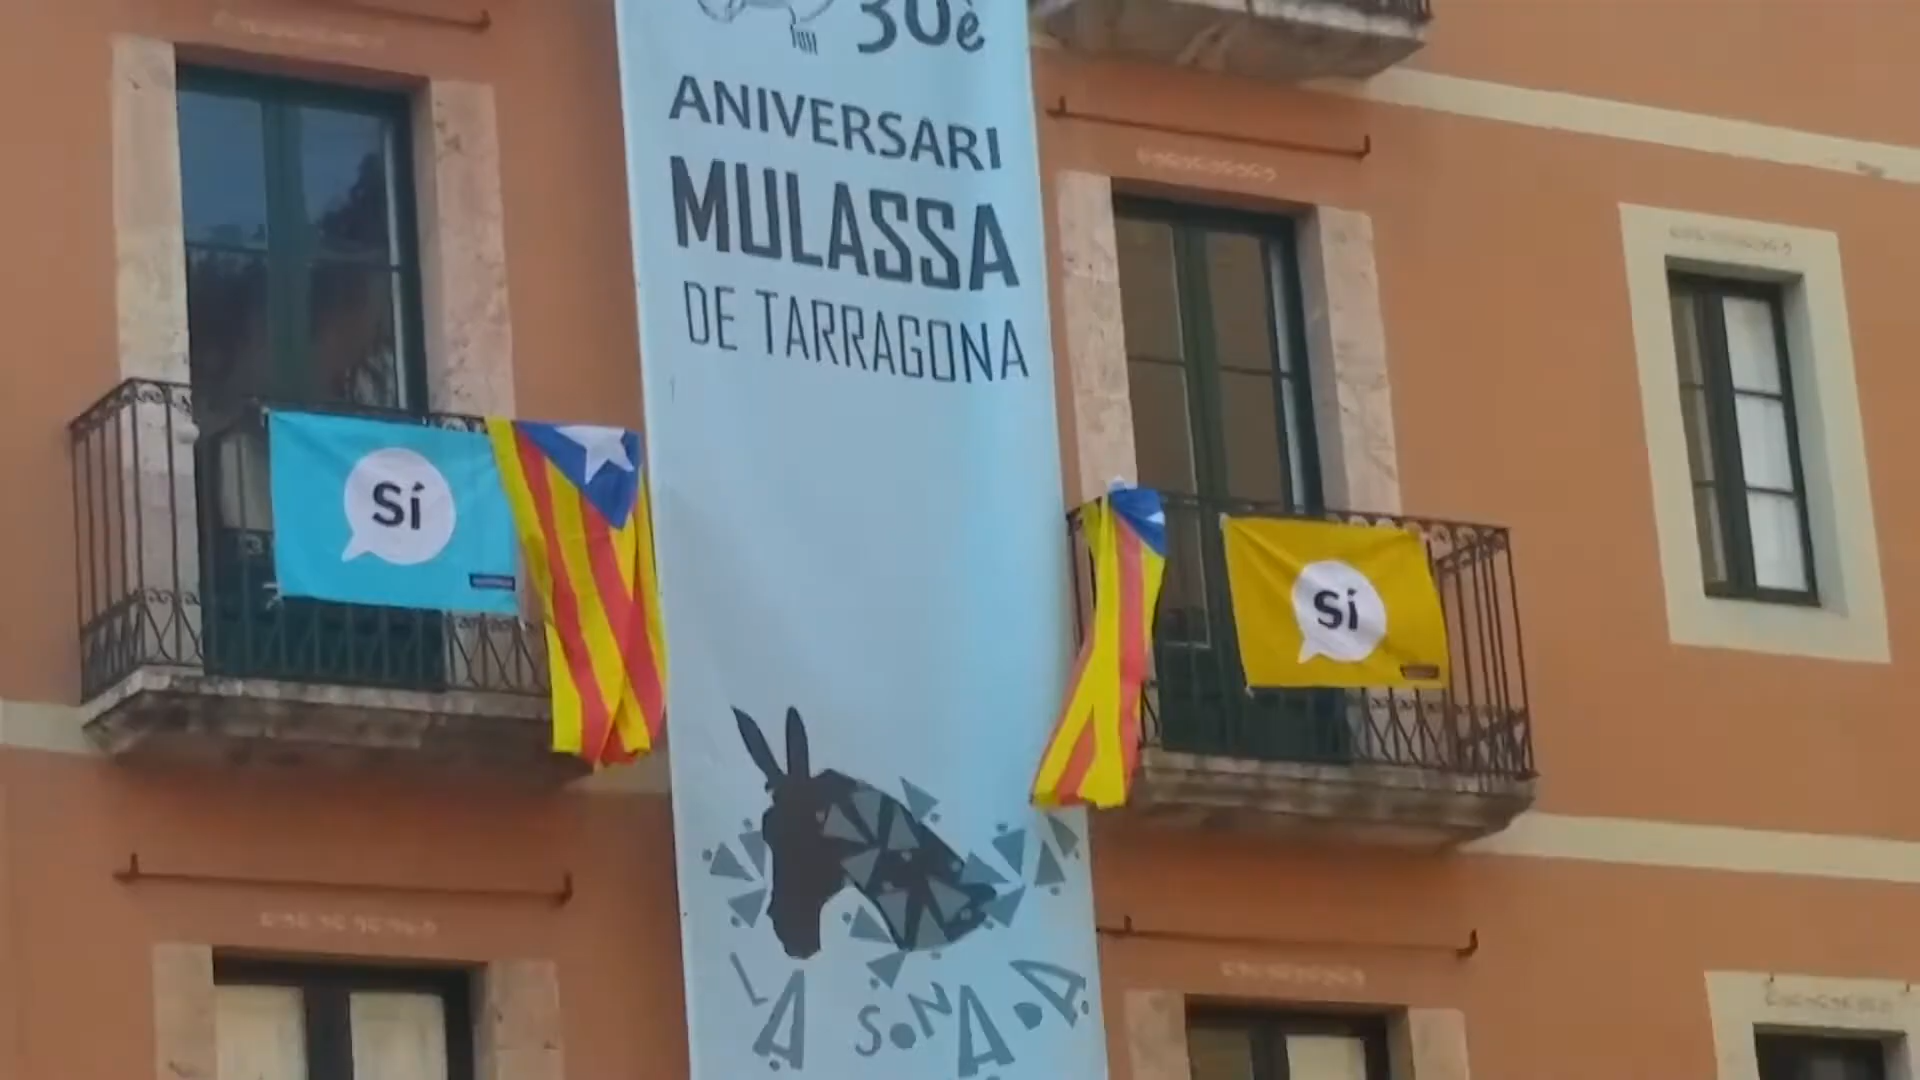 30è
ANIVERSARI
MULASSA
DE TARRAGONA
Sí
Sí
LA SONADA